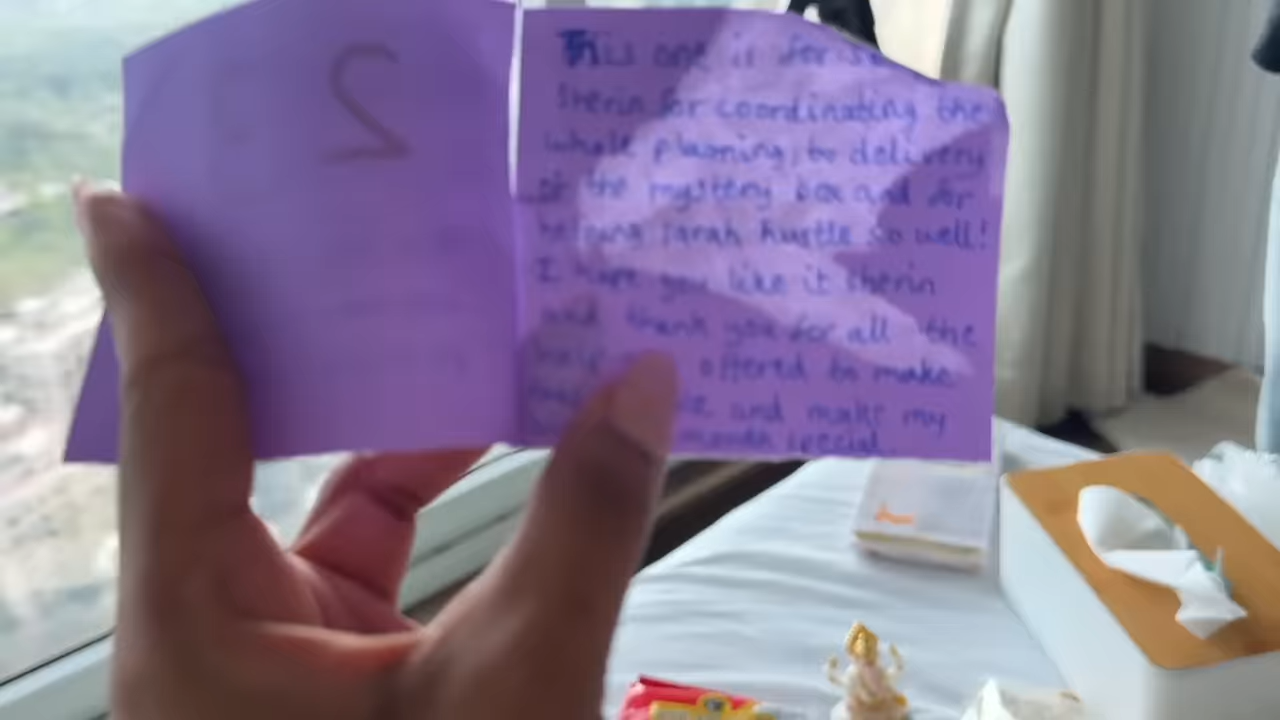 2
This one is for
Sherin for coordinating the
whole planning to delivery
of the mystery box and for
helping Sarah hustle so well!
I hope you like it Sherin
and thank you for all the
help offered to make
and make my
month special